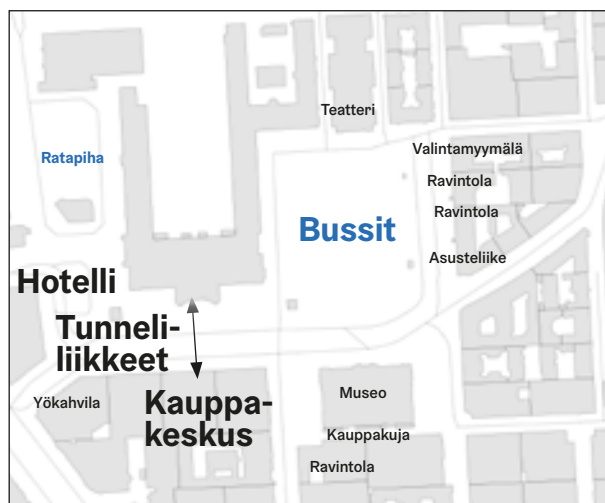 Teatteri
Valintamyymälä
Ratapiha
Ravintola
Ravintola
Bussit
Asusteliike
Hotelli
Tunneli-
liikkeet
Yökahvila
Kauppa-
keskus
Museo
Kauppakuja
Ravintola